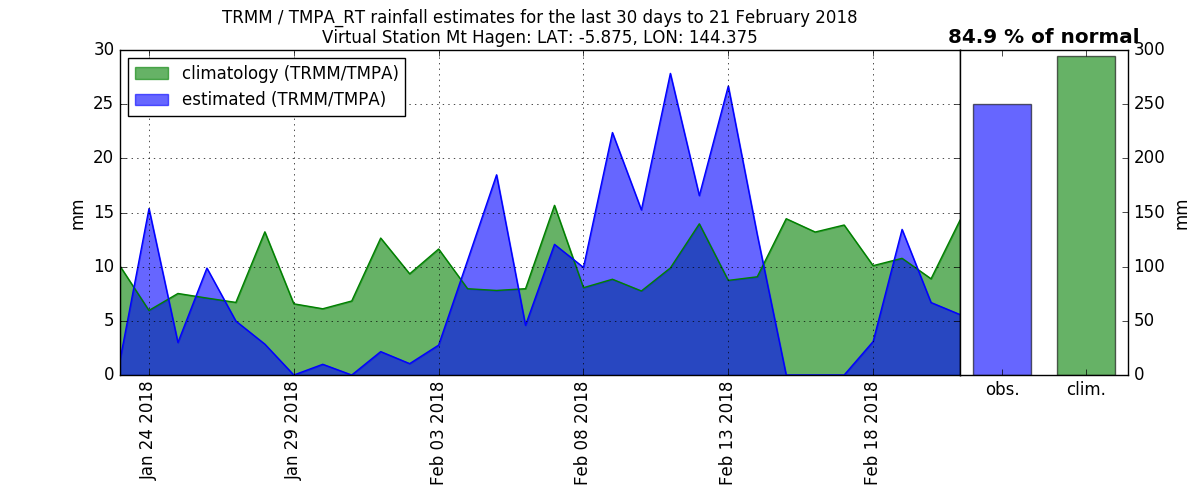 TRMM / TMPA_RT rainfall estimates for the last 30 days to 21 February 2018
Virtual Station Mt Hagen: LAT: -5.875, LON: 144.375
84.9 % of normal
climatology (TRMM/TMPA)
estimated (TRMM/TMPA)
30
25
20
15
10
5
0
mm
Jan 24 2018
Jan 29 2018
Feb 03 2018
Feb 08 2018
Feb 13 2018
Feb 18 2018
obs.
clim.
300
250
200
150
100
50
0
mm